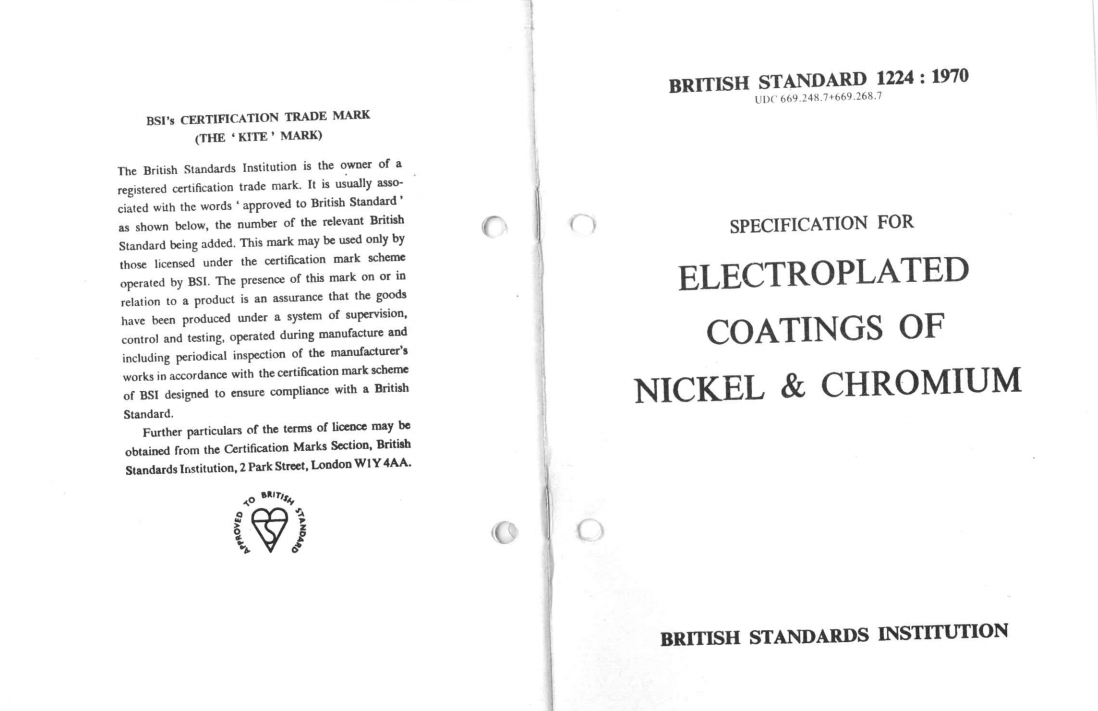 BSI's CERTIFICATION TRADE MARK
(THE ‘ KITE ’ MARK)
The British Standards Institution is the owner of a
registered certification trade mark. It is usually asso-
ciated with the words ‘ approved to British Standard ’
as shown below, the number of the relevant British
Standard being added. This mark may be used only by
those licensed under the certification mark scheme
operated by BSI. The presence of this mark on or in
relation to a product is an assurance that the goods
have been produced under a system of supervision,
control and testing, operated during manufacture and
including periodical inspection of the manufacturer's
works in accordance with the certification mark scheme
of BSI designed to ensure compliance with a British
Standard.
Further particulars of the terms of licence may be
obtained from the Certification Marks Section, British
Standards Institution, 2 Park Street, London W1Y 4AA.
APPROVED TO BRITISH STANDARD
BRITISH STANDARD 1224 : 1970
UDC 669.248.7+669.268.7
SPECIFICATION FOR
ELECTROPLATED
COATINGS OF
NICKEL & CHROMIUM
BRITISH STANDARDS INSTITUTION